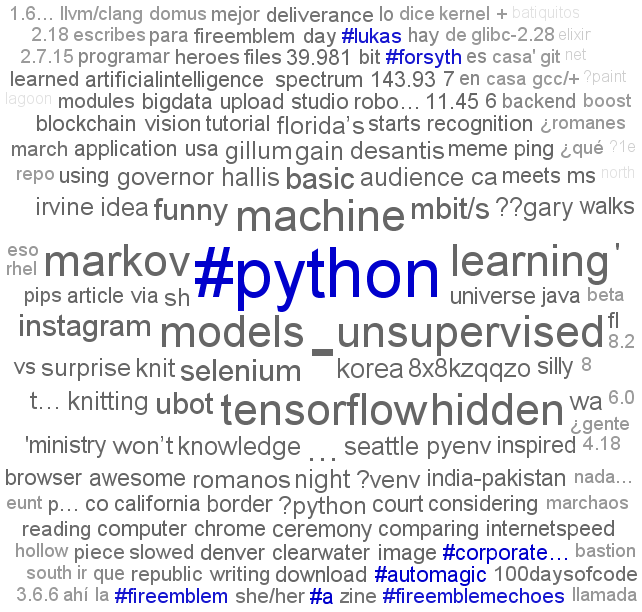 1.6… llvm/clang domus mejor deliverance lo dice kernel + batiquitos
2.18 escribes para fireemblem day #lukas hay de glibc-2.28 elixir
2.7.15 programar heroes files 39.981 bit #forsyth es casa' git net
learned artificialintelligence spectrum 143.93 7 en casa gcc/+ ?paint
lagoon modules bigdata upload studio robo… 11.45 6 backend boost
blockchain vision tutorial florida's starts recognition ¿romanes
march application usa gillum gain desantis meme ping ¿qué ?1e
repo using governor hallis basic audience ca meets ms north
irvine idea funny machine mbit/s ??gary walks
eso markov #python learning '
rhel
pips article via sh universe java beta
instagram models _ unsupervised fl
8.2
vs surprise knit selenium korea 8x8kzqqzo silly 8
t… knitting ubot tensorflow hidden wa 6.0
¿gente
'ministry won't knowledge … seattle pyenv inspired 4.18
browser awesome romanos night ?venv india-pakistan nada…
eunt p… co california border ?python court considering marchaos
reading computer chrome ceremony comparing internetspeed
hollow piece slowed denver clearwater image #corporate… bastion
south ir que republic writing download #automagic 100daysofcode
3.6.6 ahí la #fireemblem she/her #a zine #fireemblemechoes llamada